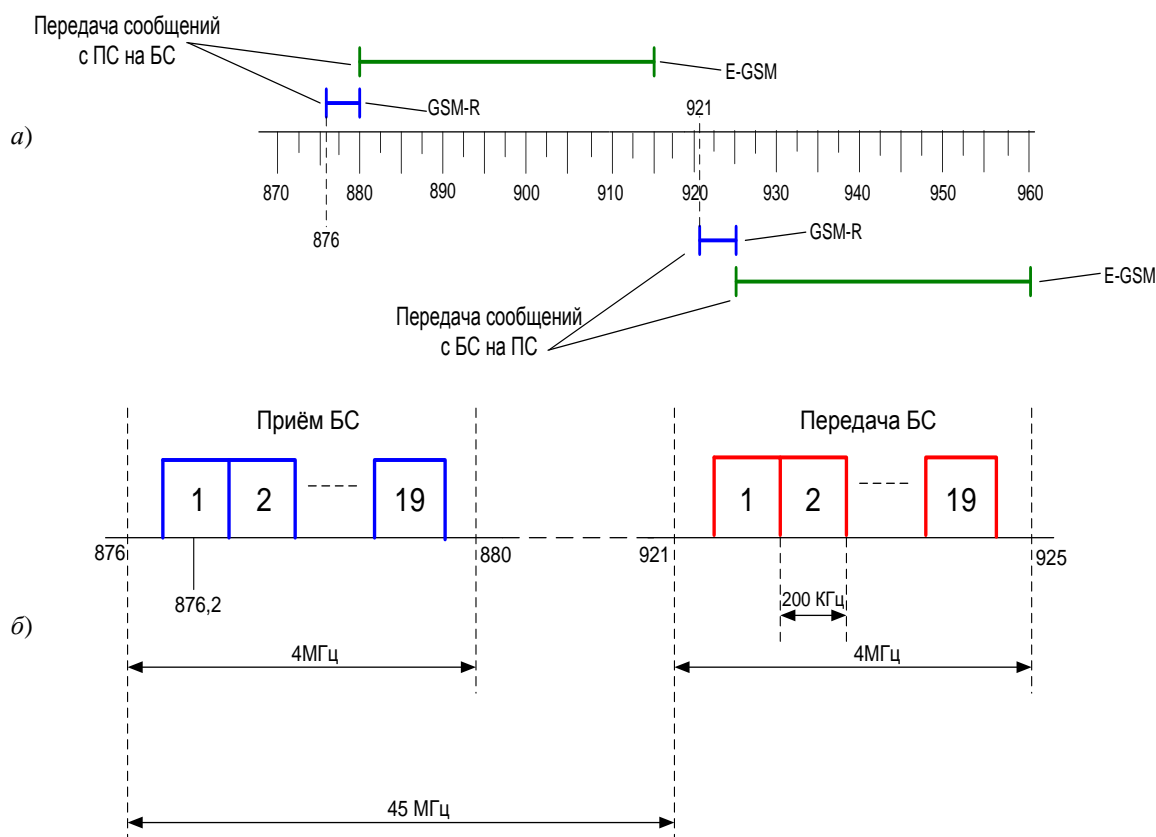 Передача сообщений
с ПС на БС
E-GSM
GSM-R
921
а)
870 880 890 900 910 920 930 940 950 960
876
GSM-R
E-GSM
Передача сообщений
с БС на ПС
Приём БС
Передача БС
1 2 19 1 2 19
876 880 921 925
876,2
200 КГц
б)
4МГц 4МГц
45 МГц